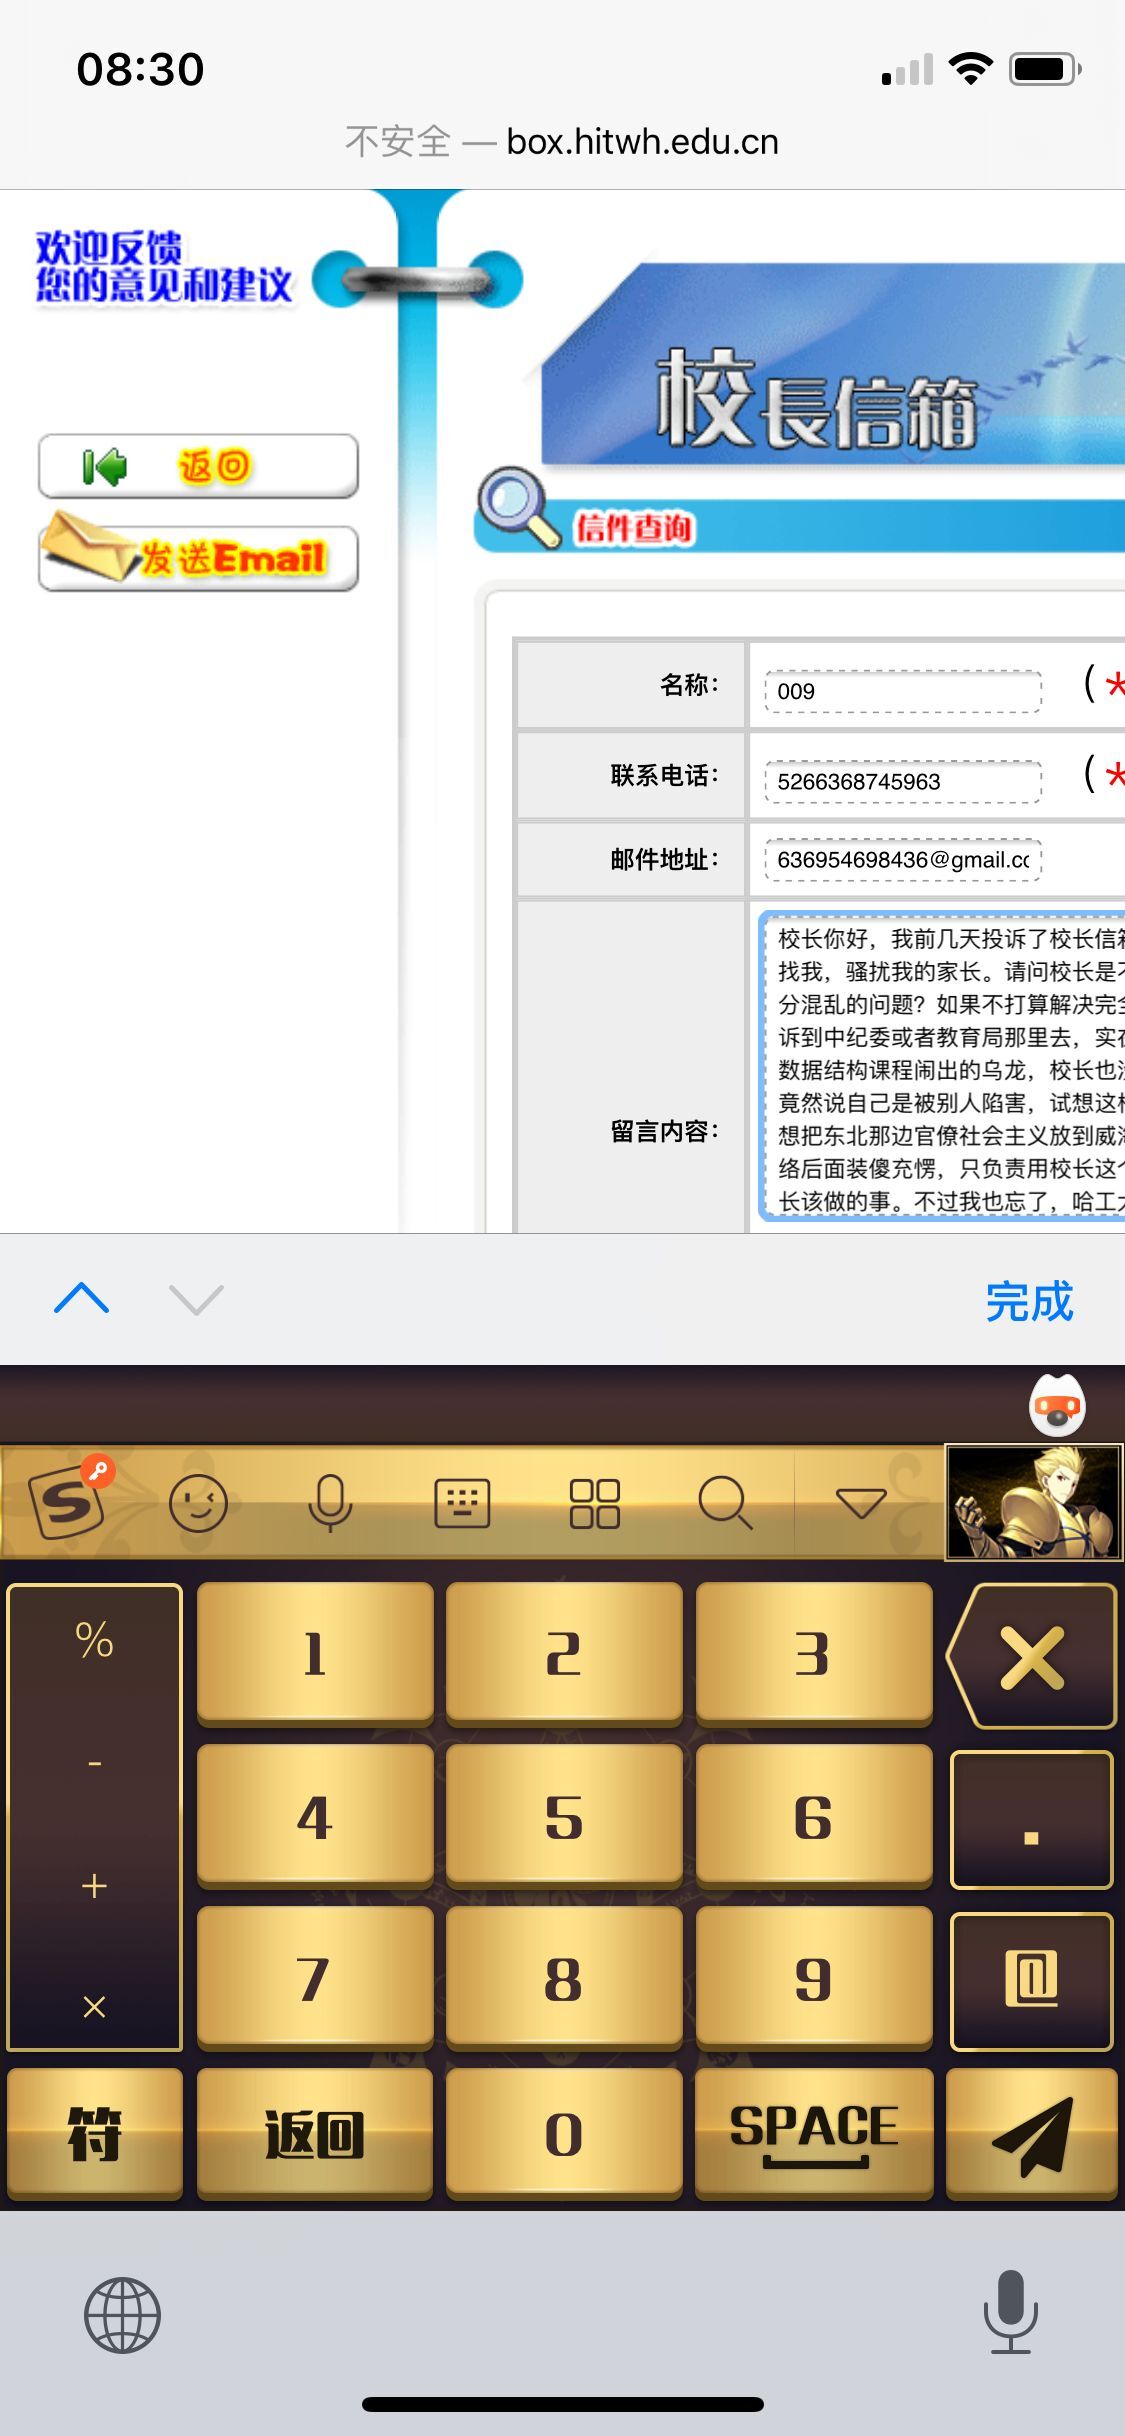 08:30
不安全 — box.hitwh.edu.cn
欢迎反馈
您的意见和建议
校長信箱
返回
发送Email
信件查询
名称：
009
(*
联系电话：
5266368745963
(*
邮件地址：
636954698436@gmail.co
留言内容：
校长你好，我前几天投诉了校长信箱
找我，骚扰我的家长。请问校长是不
分混乱的问题？如果不打算解决完全
诉到中纪委或者教育局那里去，实在
数据结构课程闹出的乌龙，校长也没
竟然说自己是被别人陷害，试想这样
想把东北那边官僚社会主义放到威海
络后面装傻充愣，只负责用校长这个
长该做的事。不过我也忘了，哈工大
完成
S
%
-
+
×
1
2
3
4
5
6
.
7
8
9
@
符
返回
0
SPACE